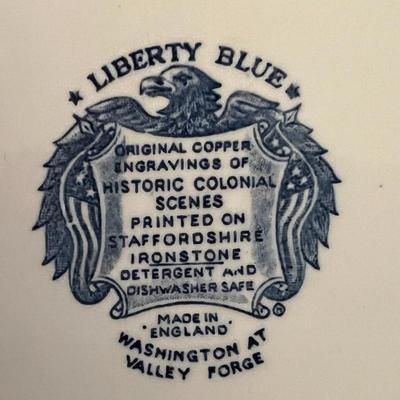 ★ LIBERTY BLUE ★
ORIGINAL COPPER
ENGRAVINGS OF
HISTORIC COLONIAL
SCENES
PRINTED ON
STAFFORDSHIRE
IRONSTONE
DETERGENT AND
DISHWASHER SAFE
®
MADE IN
"ENGLAND"
WASHINGTON AT
VALLEY FORGE